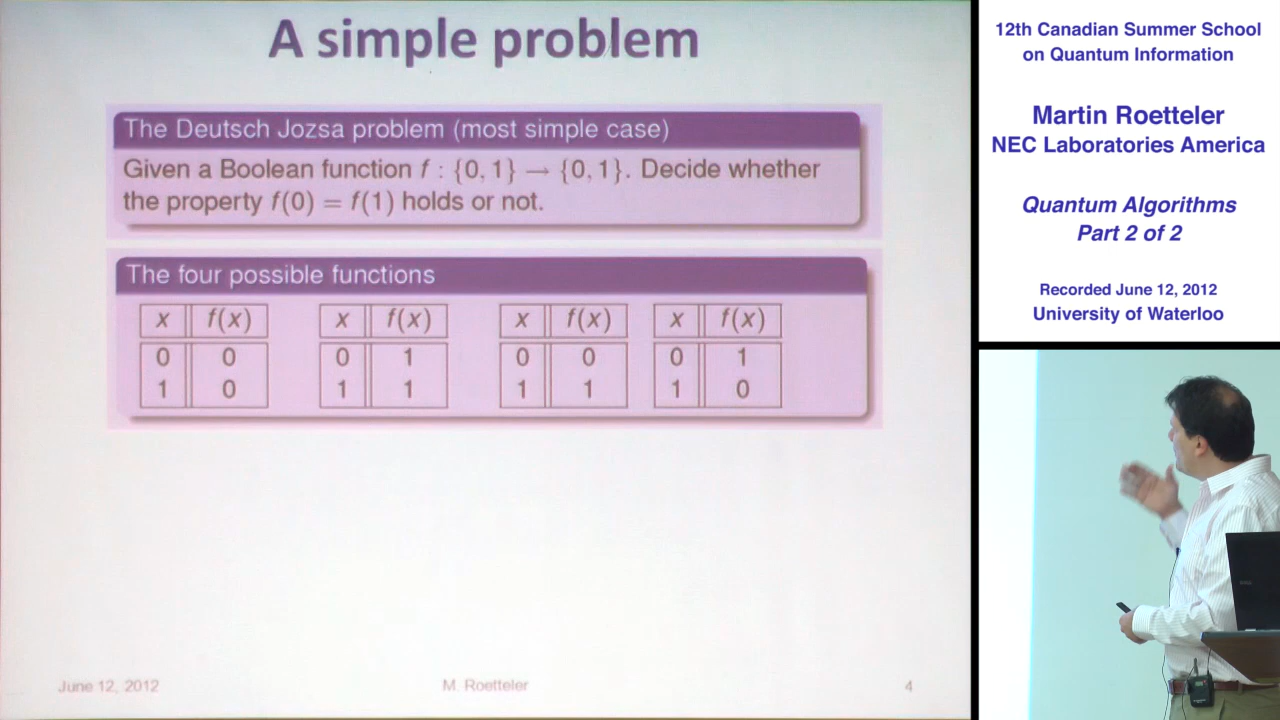 A simple problem
The Deutsch Jozsa problem (most simple case)
Given a Boolean function f : {0, 1} → {0, 1}. Decide whether
the property f(0) = f(1) holds or not.
The four possible functions
x f(x) x f(x) x f(x) x f(x)
0 0 0 1 0 0 0 1
1 0 1 1 1 1 1 0
June 12, 2012 M. Roetteler 4
12th Canadian Summer School
on Quantum Information
Martin Roetteler
NEC Laboratories America
Quantum Algorithms
Part 2 of 2
Recorded June 12, 2012
University of Waterloo